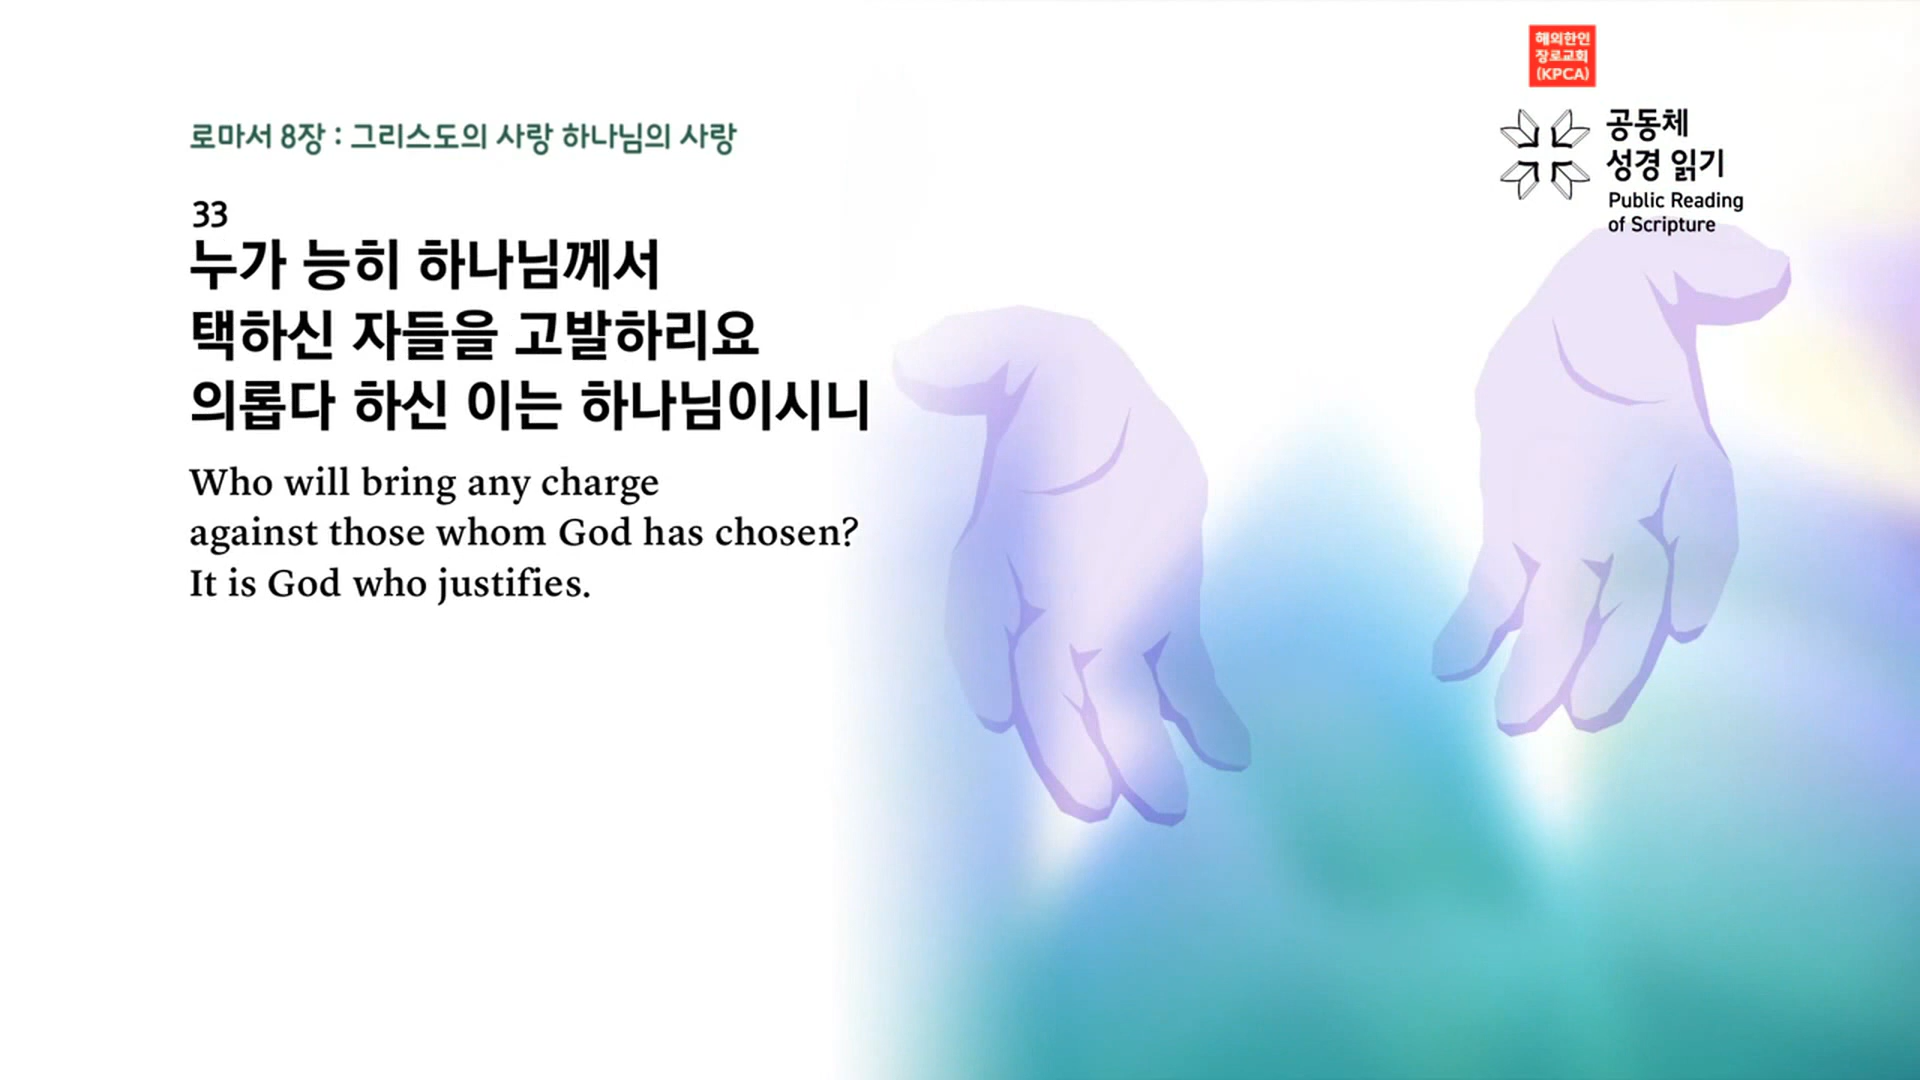 로마서 8장 : 그리스도의 사랑 하나님의 사랑
33
누가 능히 하나님께서
택하신 자들을 고발하리요
의롭다 하신 이는 하나님이시니
Who will bring any charge
against those whom God has chosen?
It is God who justifies.
해외한인
장로교회
(KPCA)
공동체
성경 읽기
Public Reading
of Scripture